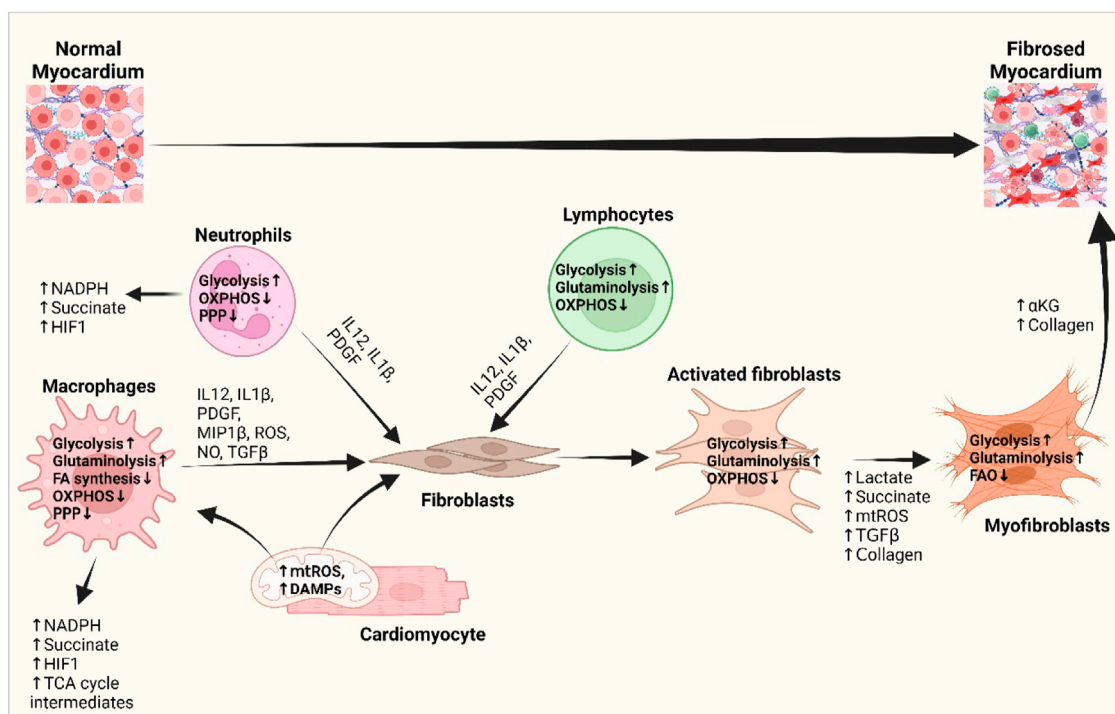 Normal
Myocardium
Fibrosed
Myocardium
Neutrophils
Glycolysis↑
OXPHOS↓
PPP↓
↑NADPH
↑Succinate
↑HIF1
IL12, IL1β,
PDGF
Lymphocytes
Glycolysis↑
Glutaminolysis↑
OXPHOS↓
IL12, IL1β,
PDGF
Macrophages
Glycolysis↑
Glutaminolysis↑
FA synthesis↓
OXPHOS↓
PPP↓
IL12, IL1β,
PDGF,
MIP1β, ROS,
NO, TGFβ
↑NADPH
↑Succinate
↑HIF1
↑TCA cycle
intermediates
Fibroblasts
↑mtROS,
↑DAMPs
Cardiomyocyte
Activated fibroblasts
Glycolysis↑
Glutaminolysis↑
OXPHOS↓
↑Lactate
↑Succinate
↑mtROS
↑TGFβ
↑Collagen
Glycolysis↑
Glutaminolysis↑
FAO↓
Myofibroblasts
↑αKG
↑Collagen